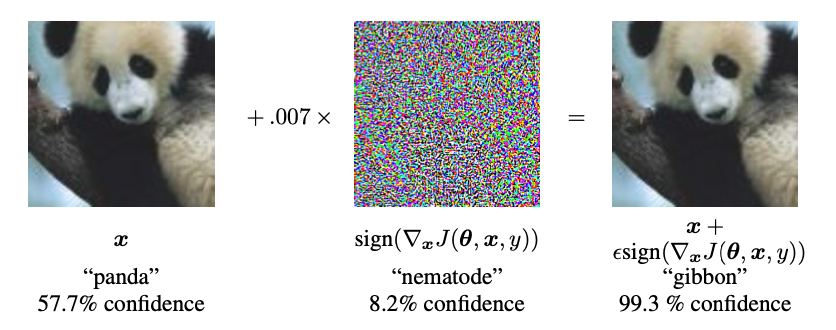 + .007 ×
=
x
sign(∇ₓJ(θ, x, y))
x +
ϵsign(∇ₓJ(θ, x, y))
“panda”
“nematode”
“gibbon”
57.7% confidence
8.2% confidence
99.3 % confidence